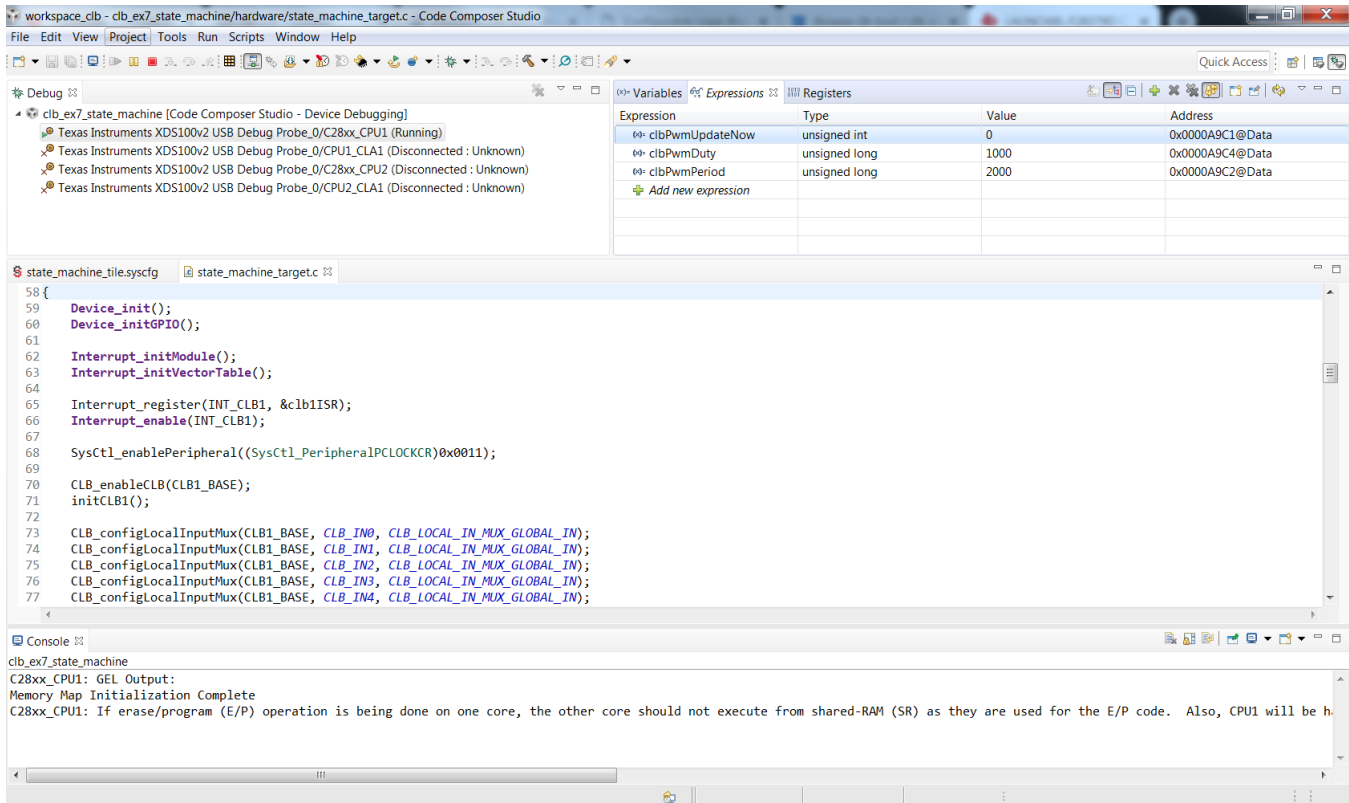 workspace_clb - clb_ex7_state_machine/hardware/state_machine_target.c - Code Composer Studio
File Edit View Project Tools Run Scripts Window Help
Quick Access
Debug
clb_ex7_state_machine [Code Composer Studio - Device Debugging]
Texas Instruments XDS100v2 USB Debug Probe_0/C28xx_CPU1 (Running)
Texas Instruments XDS100v2 USB Debug Probe_0/CPU1_CLA1 (Disconnected : Unknown)
Texas Instruments XDS100v2 USB Debug Probe_0/C28xx_CPU2 (Disconnected : Unknown)
Texas Instruments XDS100v2 USB Debug Probe_0/CPU2_CLA1 (Disconnected : Unknown)
(x)= Variables Expressions 1010 0101 Registers
Expression Type Value Address
(x)= clbPwmUpdateNow unsigned int 0 0x0000A9C1@Data
(x)= clbPwmDuty unsigned long 1000 0x0000A9C4@Data
(x)= clbPwmPeriod unsigned long 2000 0x0000A9C2@Data
Add new expression
state_machine_tile.syscfg state_machine_target.c
58 {
59 Device_init();
60 Device_initGPIO();
61
62 Interrupt_initModule();
63 Interrupt_initVectorTable();
64
65 Interrupt_register(INT_CLB1, &clb1ISR);
66 Interrupt_enable(INT_CLB1);
67
68 SysCtl_enablePeripheral((SysCtl_PeripheralPCLOCKCR)0x0011);
69
70 CLB_enableCLB(CLB1_BASE);
71 initCLB1();
72
73 CLB_configLocalInputMux(CLB1_BASE, CLB_IN0, CLB_LOCAL_IN_MUX_GLOBAL_IN);
74 CLB_configLocalInputMux(CLB1_BASE, CLB_IN1, CLB_LOCAL_IN_MUX_GLOBAL_IN);
75 CLB_configLocalInputMux(CLB1_BASE, CLB_IN2, CLB_LOCAL_IN_MUX_GLOBAL_IN);
76 CLB_configLocalInputMux(CLB1_BASE, CLB_IN3, CLB_LOCAL_IN_MUX_GLOBAL_IN);
77 CLB_configLocalInputMux(CLB1_BASE, CLB_IN4, CLB_LOCAL_IN_MUX_GLOBAL_IN);
Console
clb_ex7_state_machine
C28xx_CPU1: GEL Output:
Memory Map Initialization Complete
C28xx_CPU1: If erase/program (E/P) operation is being done on one core, the other core should not execute from shared-RAM (SR) as they are used for the E/P code. Also, CPU1 will be h